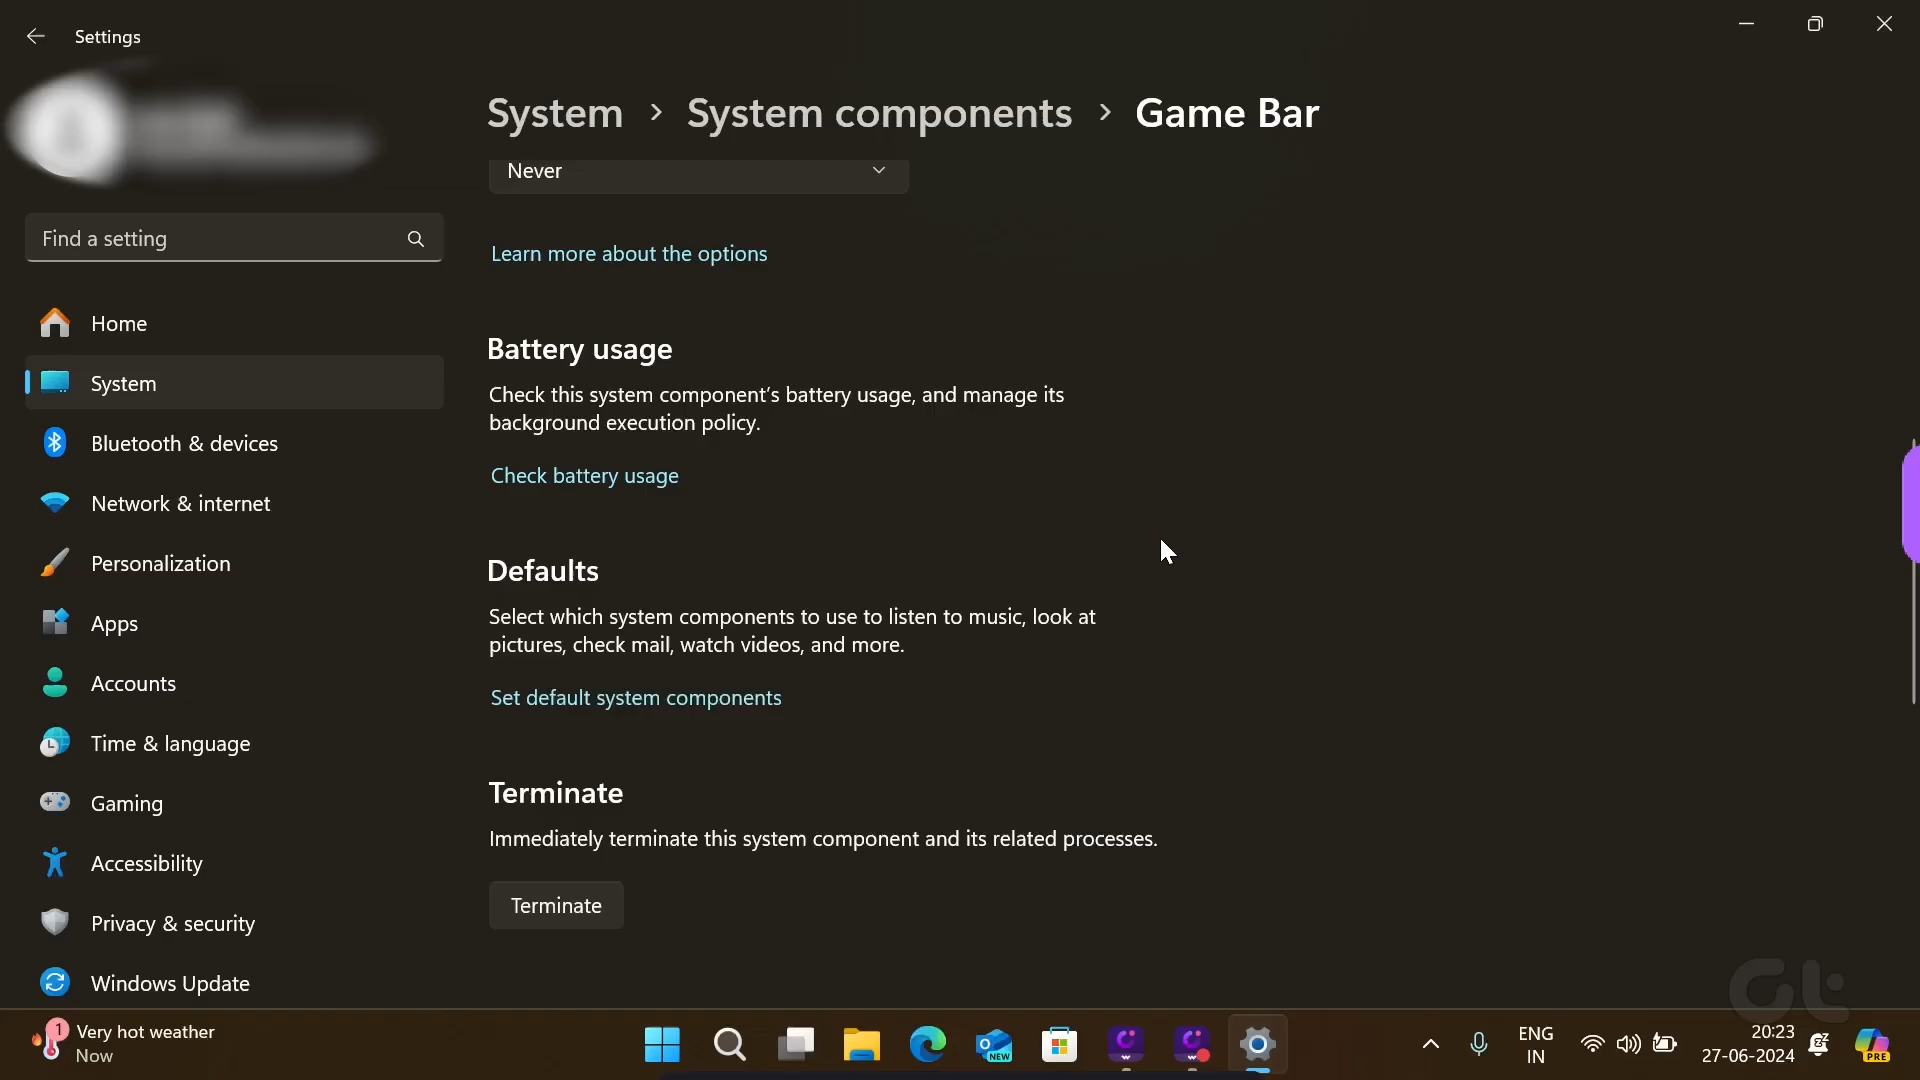 Settings
System > System components > Game Bar
Never
Find a setting
Learn more about the options
Home
Battery usage
System
Check this system component's battery usage, and manage its
background execution policy.
Bluetooth & devices
Check battery usage
Network & internet
Personalization
Defaults
Apps
Select which system components to use to listen to music, look at
pictures, check mail, watch videos, and more.
Accounts
Set default system components
Time & language
Gaming
Terminate
Immediately terminate this system component and its related processes.
Accessibility
Terminate
Privacy & security
Windows Update
Gt
1
Very hot weather
Now
NEW
ENG
IN
20:23
27-06-2024
PRE